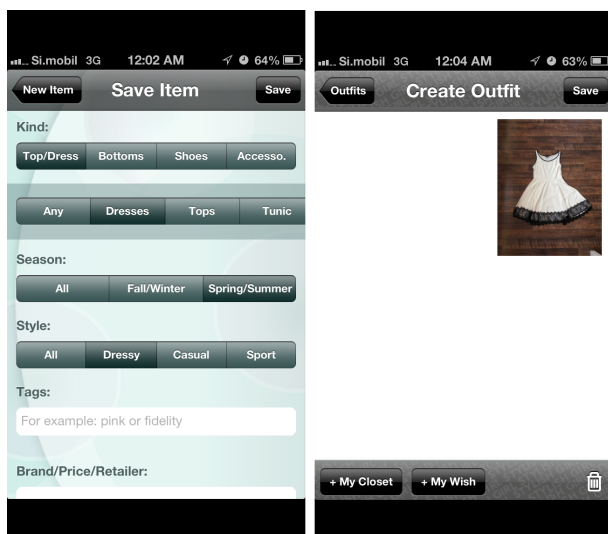 Si.mobil 3G 12:02 AM 64%
New Item Save Item Save
Kind:
Top/Dress Bottoms Shoes Accesso.
Any Dresses Tops Tunic
Season:
All Fall/Winter Spring/Summer
Style:
All Dressy Casual Sport
Tags:
For example: pink or fidelity
Brand/Price/Retailer:
Si.mobil 3G 12:04 AM 63%
Outfits Create Outfit Save
+ My Closet + My Wish